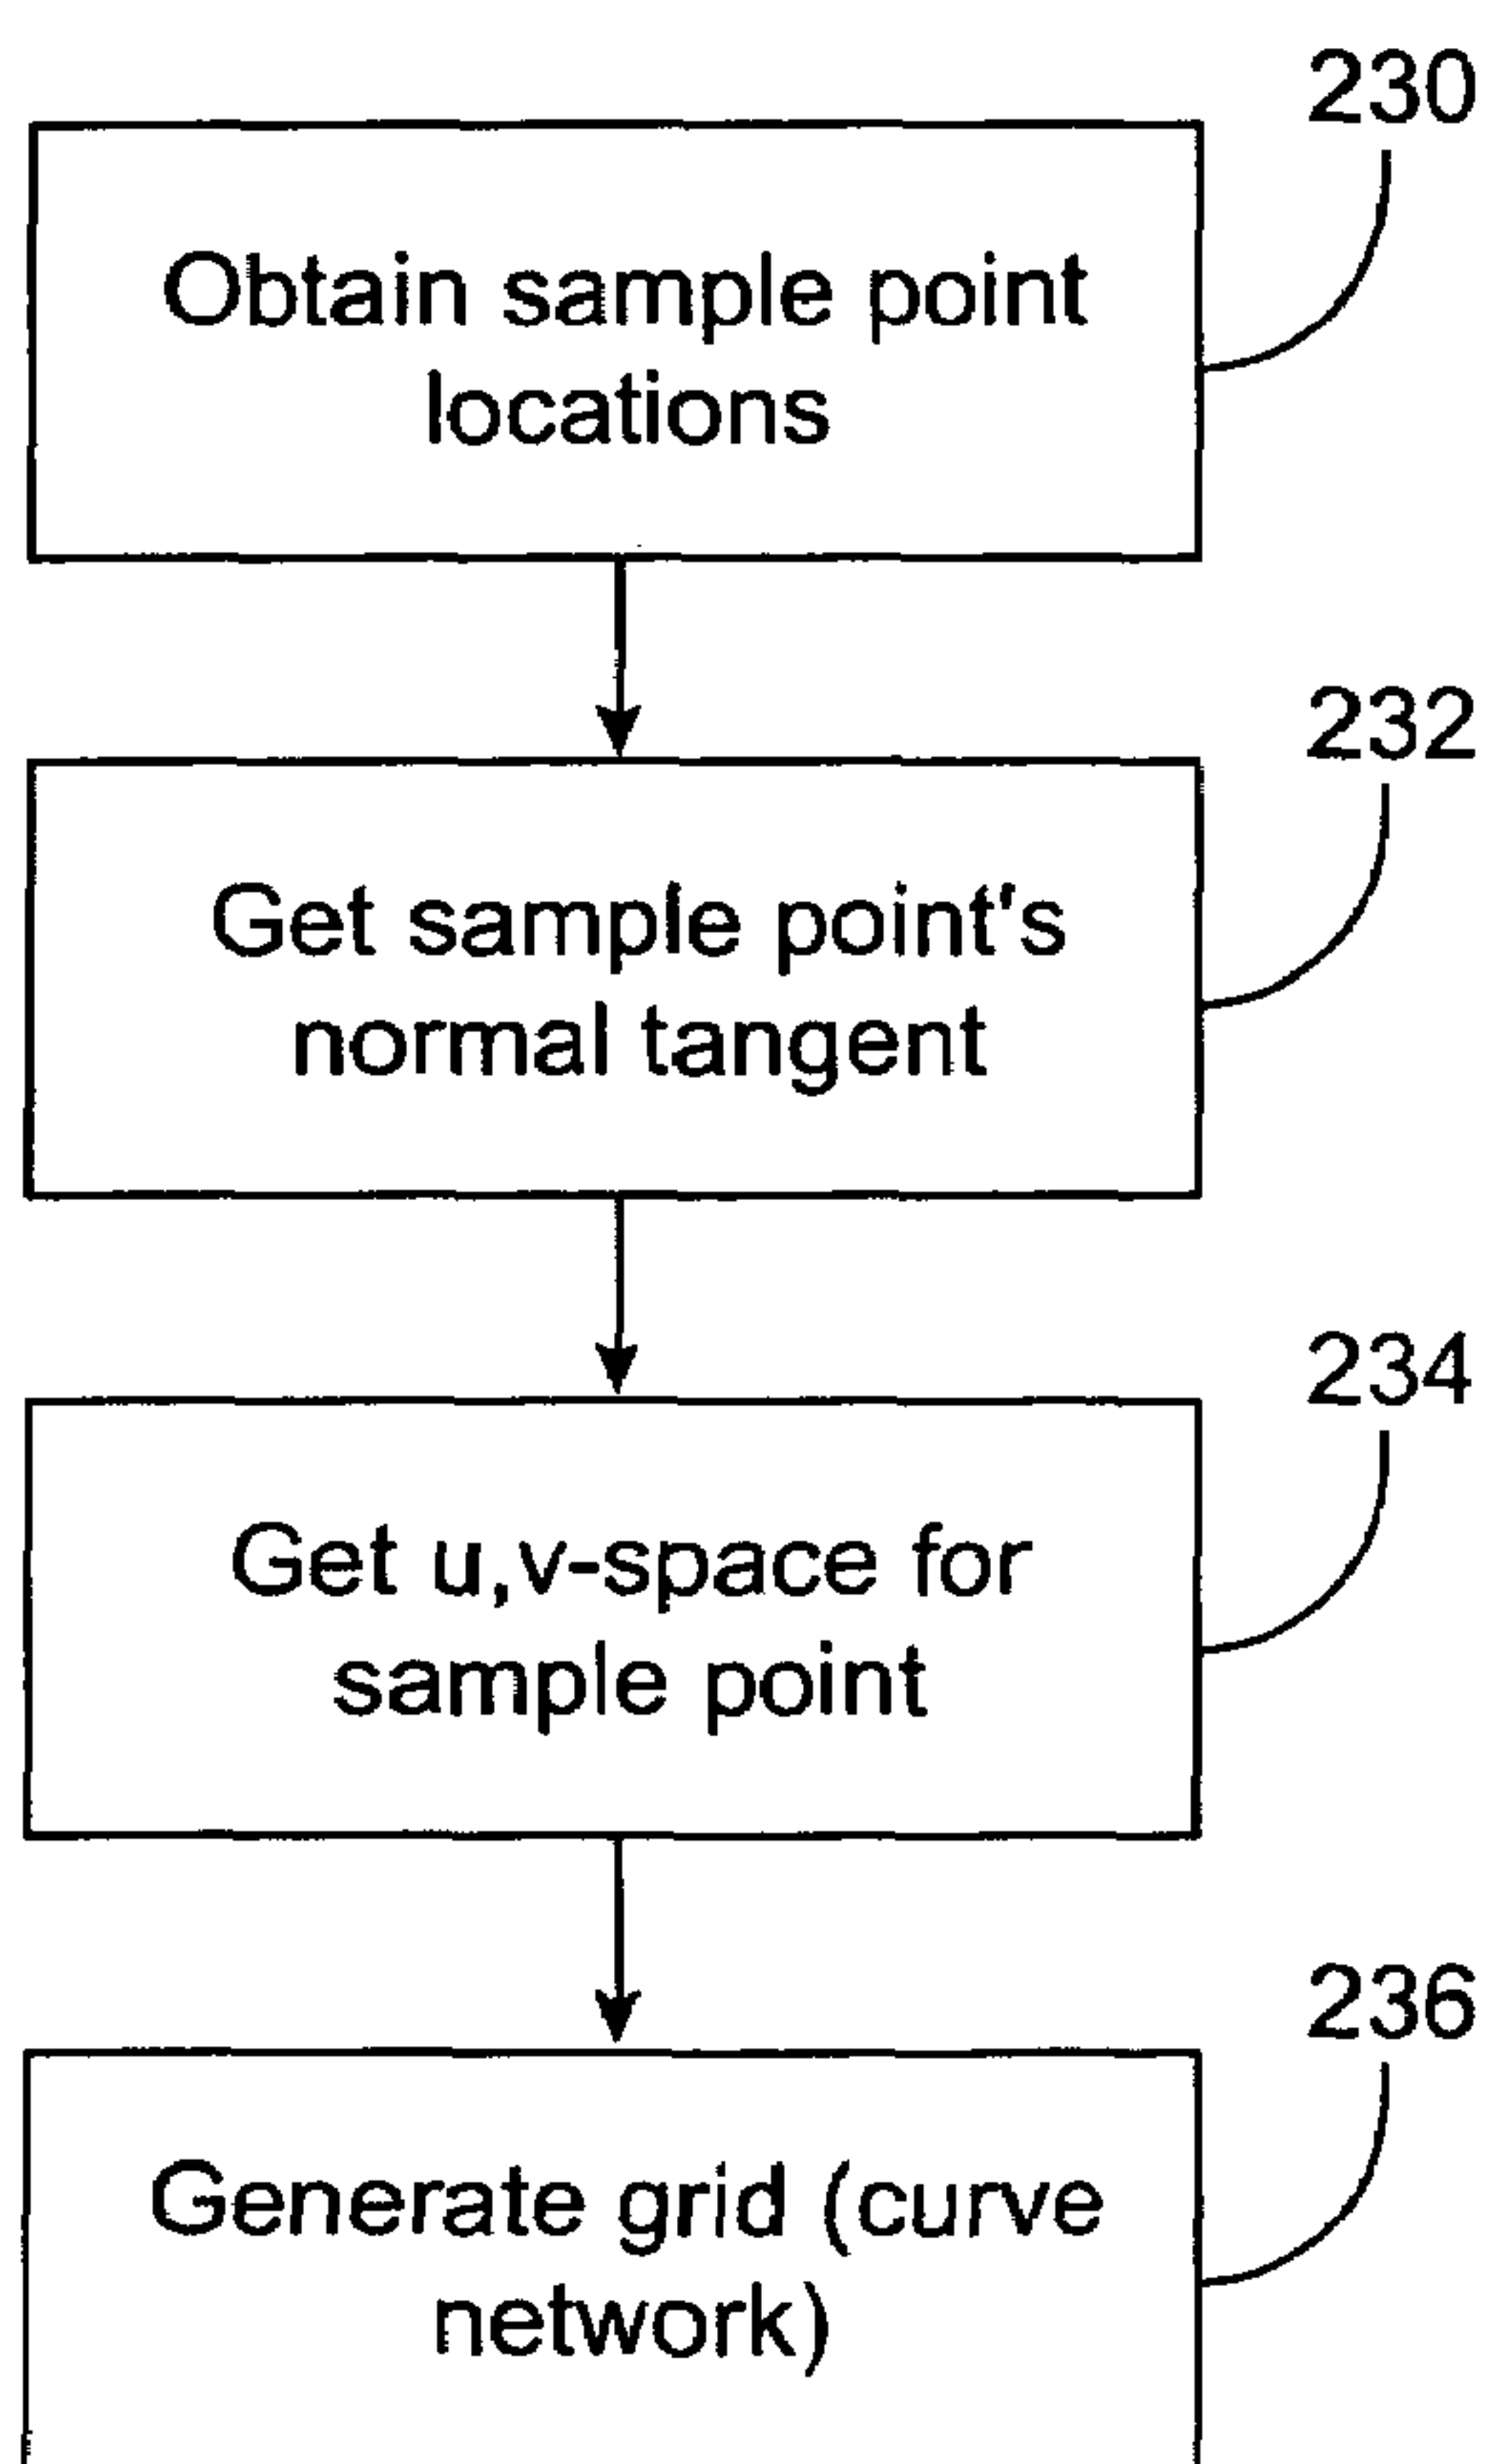 230
Obtain sample point
locations
232
Get sample point's
normal tangent
234
Get u,v-space for
sample point
236
Generate grid (curve
network)